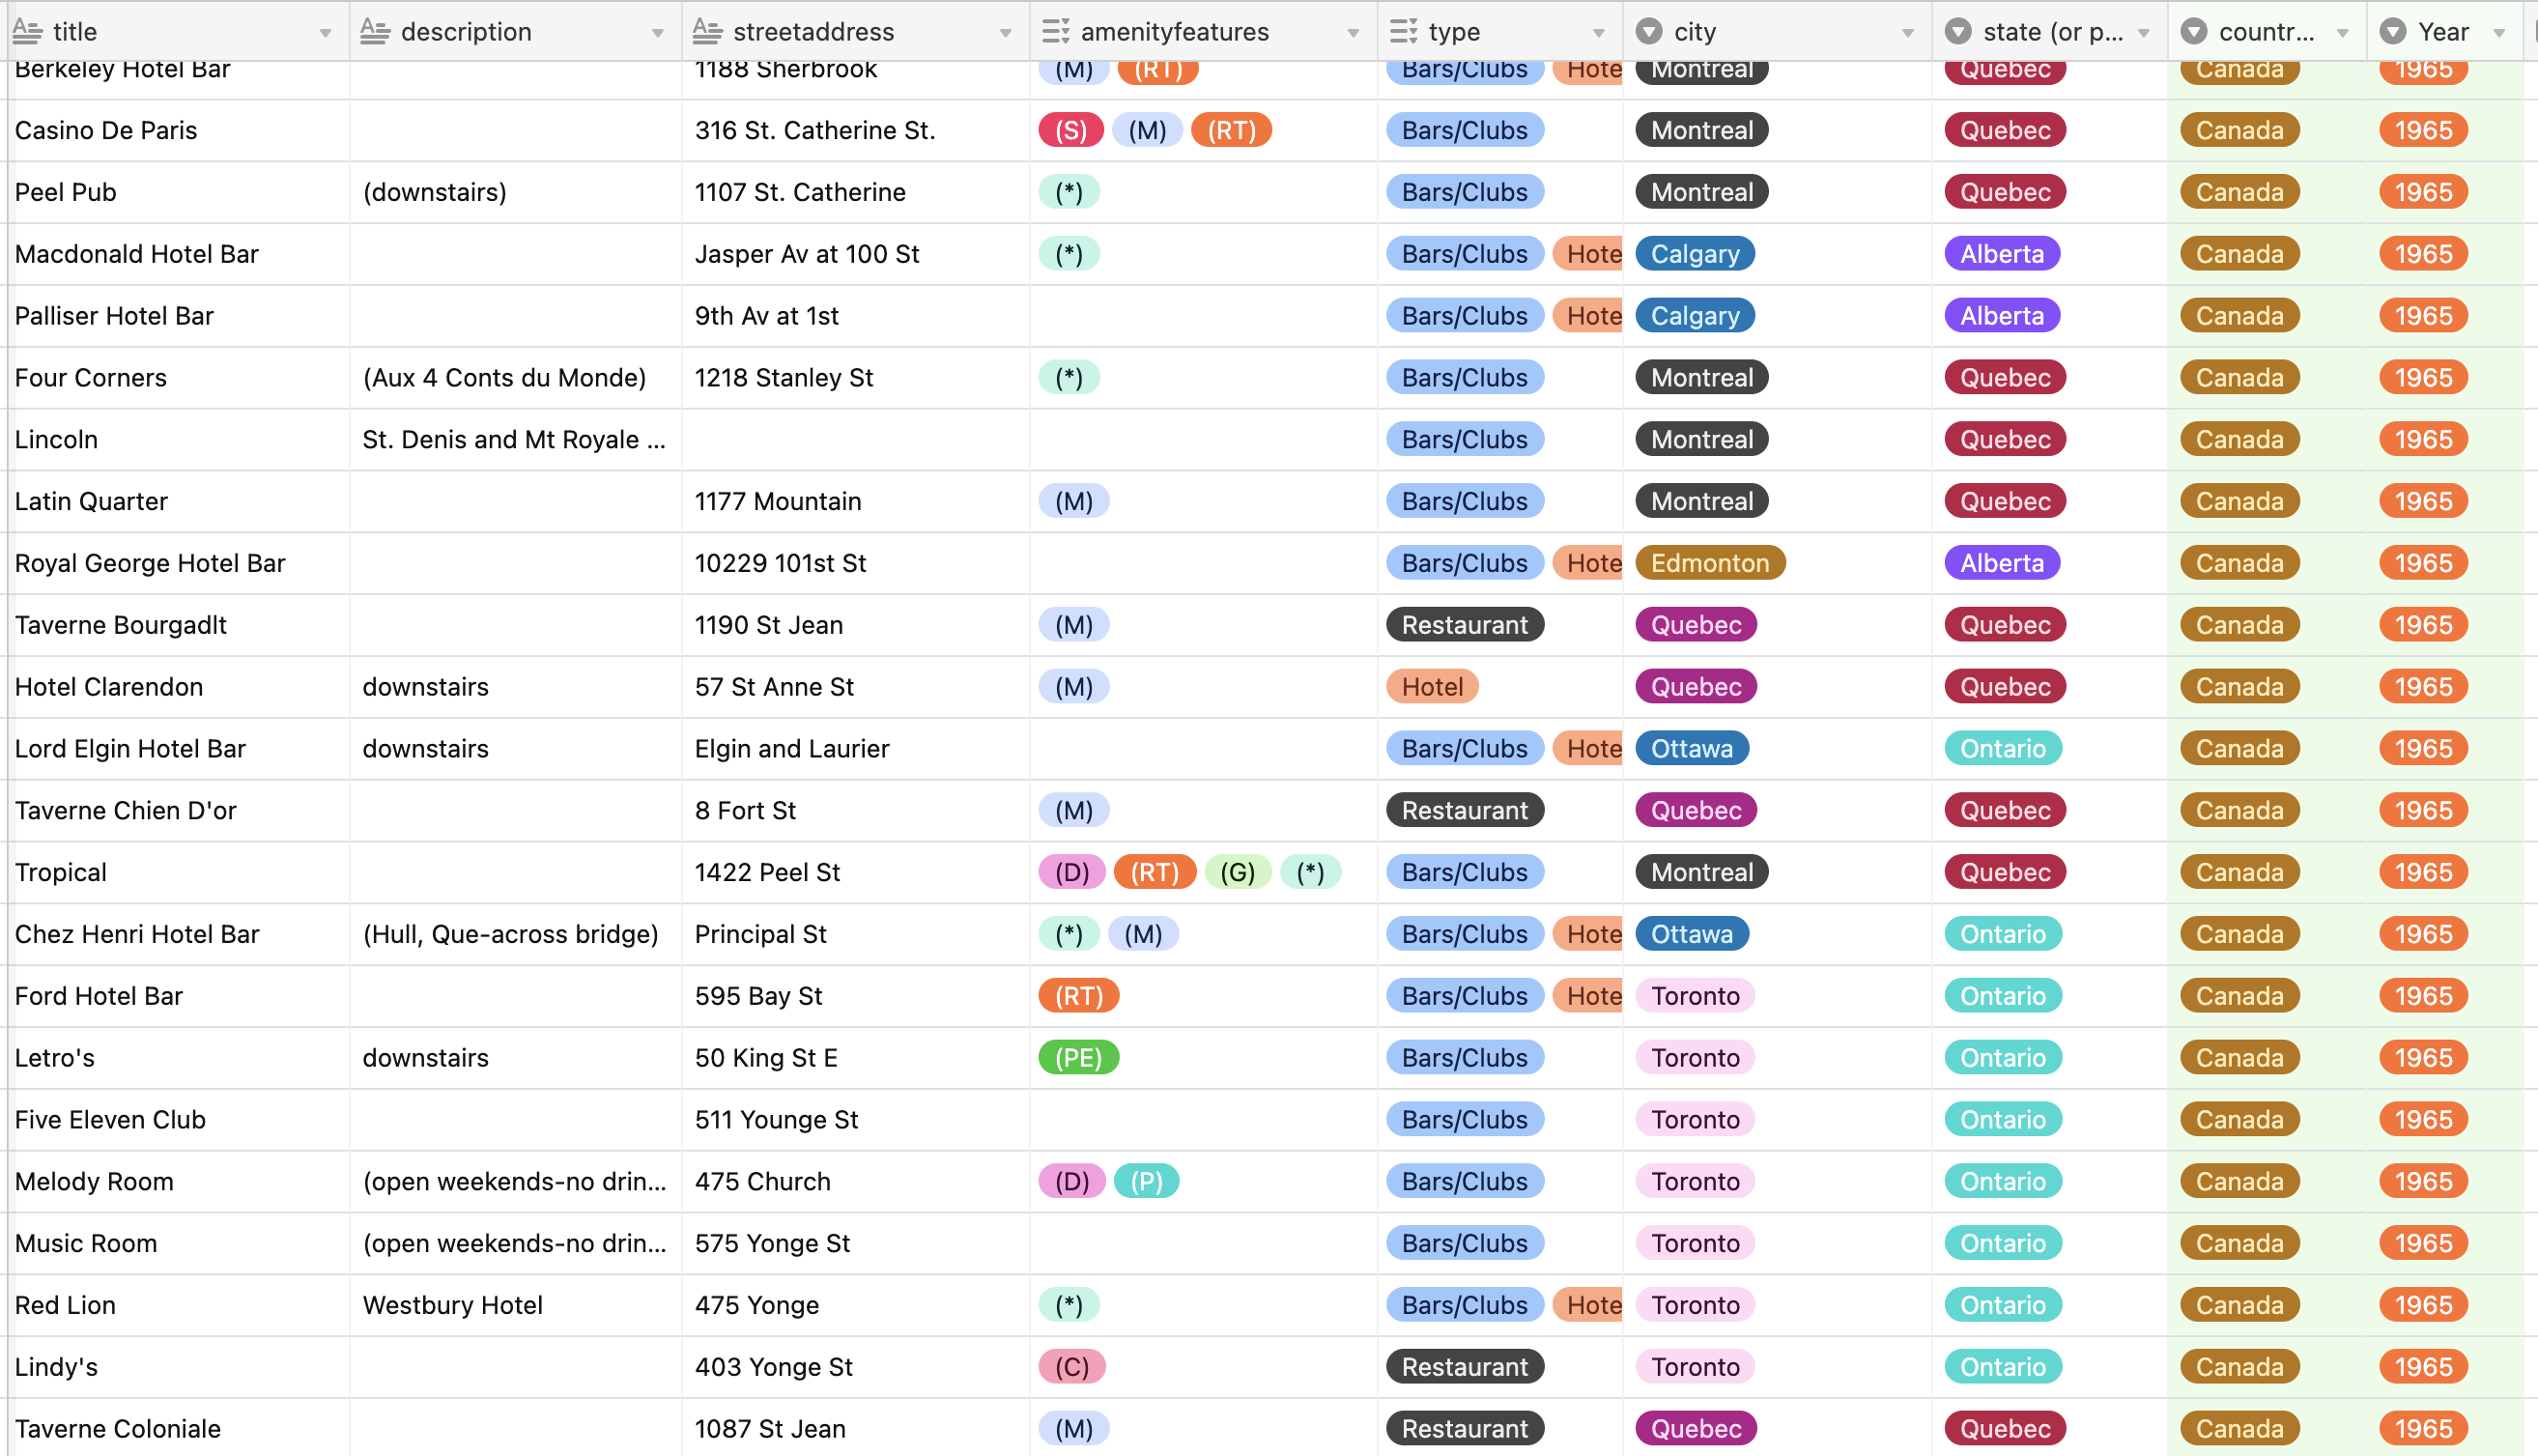 title description streetaddress amenityfeatures type city state (or p... countr... Year
Berkeley Hotel Bar 1188 Sherbrook (M) (RT) Bars/Clubs Hote Montreal Quebec Canada 1965
Casino De Paris 316 St. Catherine St. (S) (M) (RT) Bars/Clubs Montreal Quebec Canada 1965
Peel Pub (downstairs) 1107 St. Catherine (*) Bars/Clubs Montreal Quebec Canada 1965
Macdonald Hotel Bar Jasper Av at 100 St (*) Bars/Clubs Hote Calgary Alberta Canada 1965
Palliser Hotel Bar 9th Av at 1st Bars/Clubs Hote Calgary Alberta Canada 1965
Four Corners (Aux 4 Conts du Monde) 1218 Stanley St (*) Bars/Clubs Montreal Quebec Canada 1965
Lincoln St. Denis and Mt Royale ... Bars/Clubs Montreal Quebec Canada 1965
Latin Quarter 1177 Mountain (M) Bars/Clubs Montreal Quebec Canada 1965
Royal George Hotel Bar 10229 101st St Bars/Clubs Hote Edmonton Alberta Canada 1965
Taverne Bourgadlt 1190 St Jean (M) Restaurant Quebec Quebec Canada 1965
Hotel Clarendon downstairs 57 St Anne St (M) Hotel Quebec Quebec Canada 1965
Lord Elgin Hotel Bar downstairs Elgin and Laurier Bars/Clubs Hote Ottawa Ontario Canada 1965
Taverne Chien D'or 8 Fort St (M) Restaurant Quebec Quebec Canada 1965
Tropical 1422 Peel St (D) (RT) (G) (*) Bars/Clubs Montreal Quebec Canada 1965
Chez Henri Hotel Bar (Hull, Que-across bridge) Principal St (*) (M) Bars/Clubs Hote Ottawa Ontario Canada 1965
Ford Hotel Bar 595 Bay St (RT) Bars/Clubs Hote Toronto Ontario Canada 1965
Letro's downstairs 50 King St E (PE) Bars/Clubs Toronto Ontario Canada 1965
Five Eleven Club 511 Younge St Bars/Clubs Toronto Ontario Canada 1965
Melody Room (open weekends-no drin... 475 Church (D) (P) Bars/Clubs Toronto Ontario Canada 1965
Music Room (open weekends-no drin... 575 Yonge St Bars/Clubs Toronto Ontario Canada 1965
Red Lion Westbury Hotel 475 Yonge (*) Bars/Clubs Hote Toronto Ontario Canada 1965
Lindy's 403 Yonge St (C) Restaurant Toronto Ontario Canada 1965
Taverne Coloniale 1087 St Jean (M) Restaurant Quebec Quebec Canada 1965